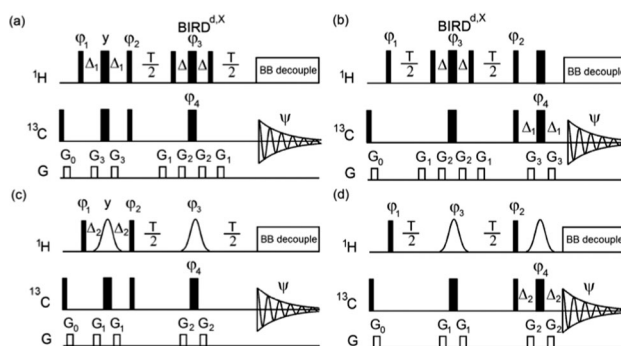 (a) BIRD^d,X
φ₁ y φ₂ φ₃
¹H Δ₁ Δ₁ T/2 Δ Δ T/2 BB decouple
φ₄ ψ
¹³C
G₀ G₃ G₃ G₁ G₂ G₂ G₁
G
(b) BIRD^d,X
φ₁ φ₃ φ₂
¹H T/2 Δ Δ T/2 BB decouple
φ₄ ψ
¹³C Δ₁ Δ₁
G₀ G₁ G₂ G₂ G₁ G₃ G₃
G
(c)
φ₁ y φ₂ φ₃
¹H Δ₂ Δ₂ T/2 T/2 BB decouple
φ₄ ψ
¹³C
G₀ G₁ G₁ G₂ G₂
G
(d)
φ₁ φ₃ φ₂
¹H T/2 T/2 BB decouple
φ₄ ψ
¹³C Δ₂ Δ₂
G₀ G₁ G₁ G₂ G₂
G